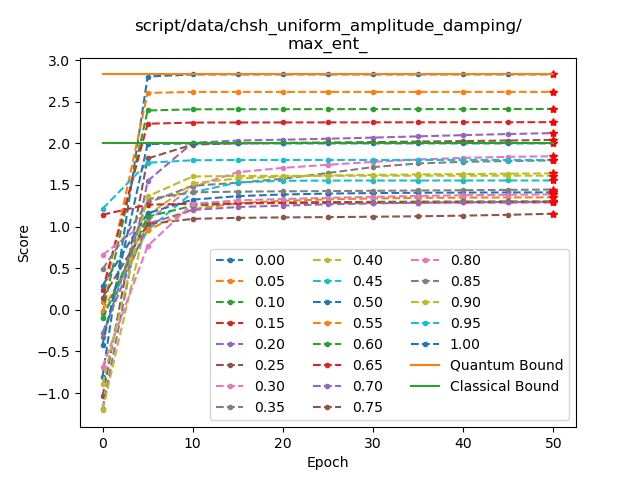 script/data/chsh_uniform_amplitude_damping/
max_ent_
3.0
2.5
2.0
1.5
1.0
0.5
0.0
−0.5
−1.0
Score
0.00 0.40 0.80
0.05 0.45 0.85
0.10 0.50 0.90
0.15 0.55 0.95
0.20 0.60 1.00
0.25 0.65 Quantum Bound
0.30 0.70 Classical Bound
0.35 0.75
0 10 20 30 40 50
Epoch